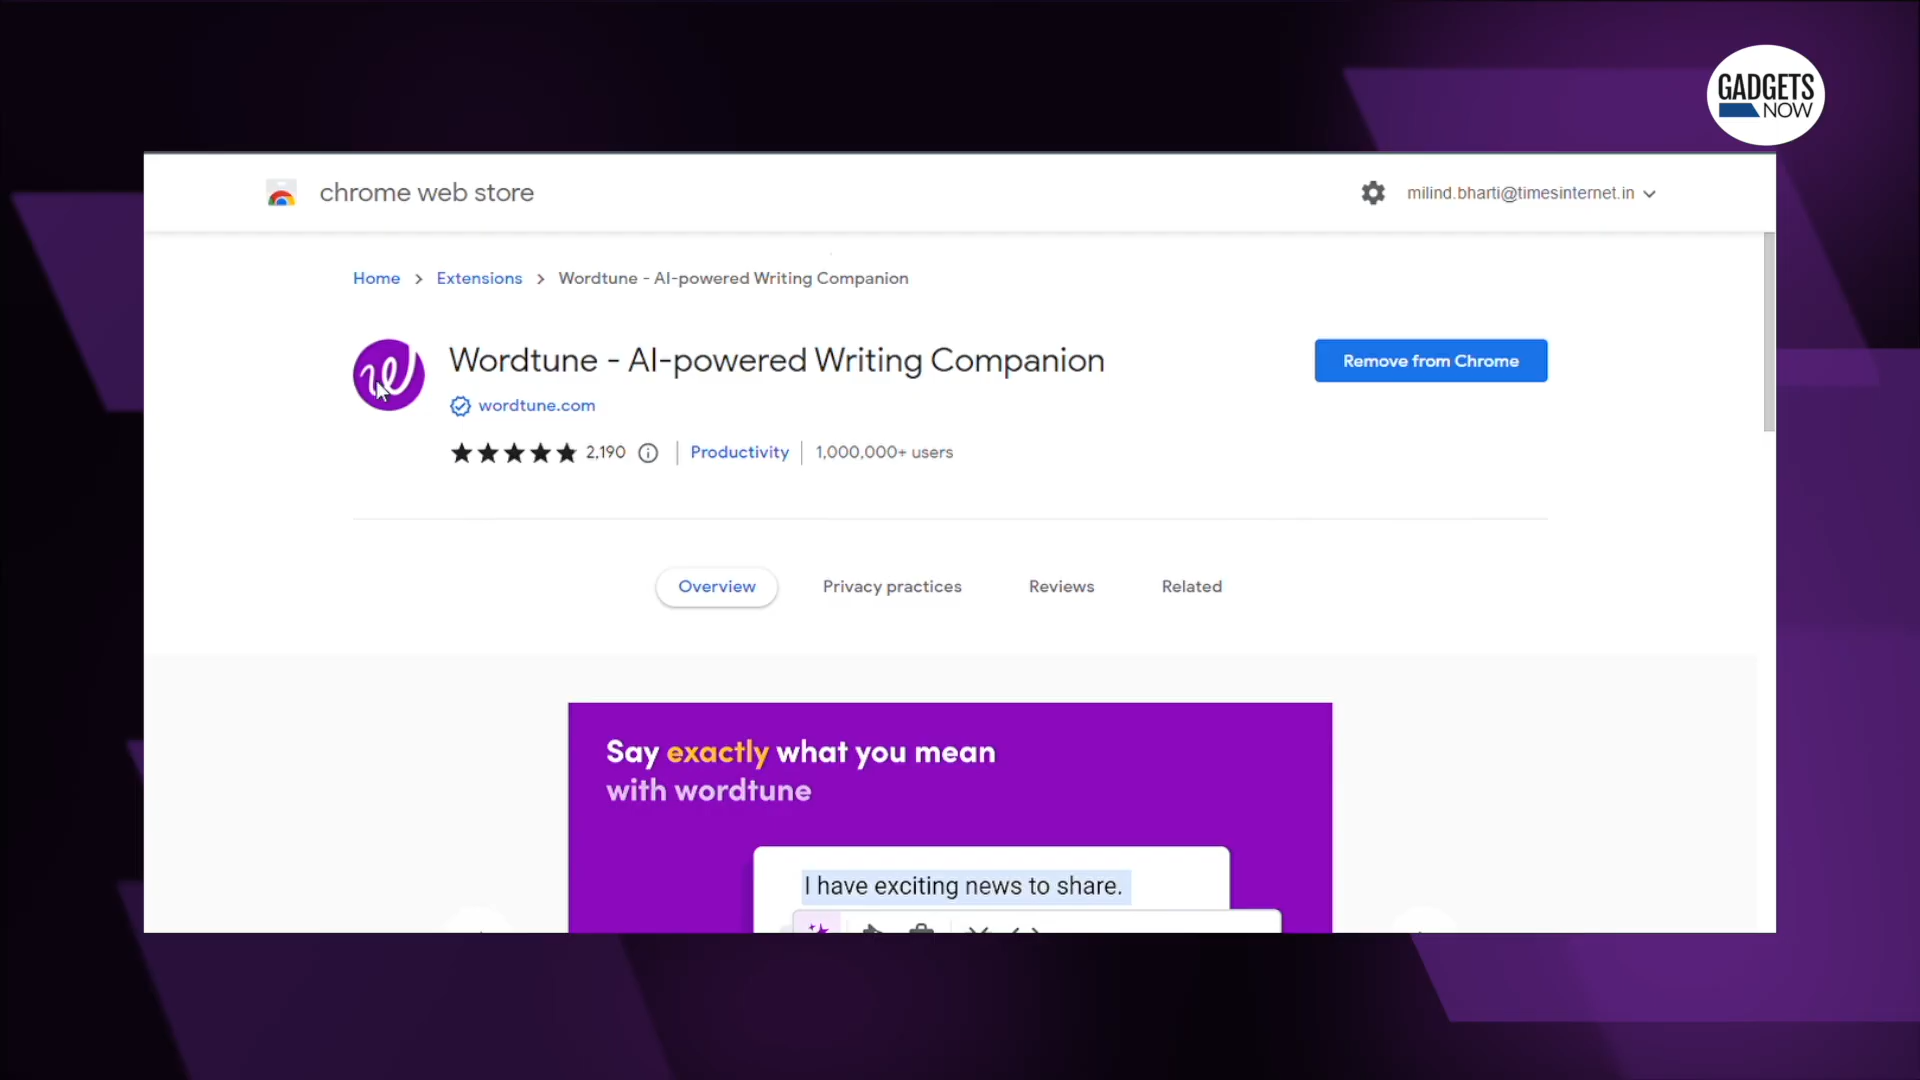 GADGETS
NOW
chrome web store
milind.bharti@timesinternet.in
Home > Extensions > Wordtune - AI-powered Writing Companion
Wordtune - AI-powered Writing Companion
Remove from Chrome
wordtune.com
2,190 | Productivity | 1,000,000+ users
Overview Privacy practices Reviews Related
Say exactly what you mean
with wordtune
I have exciting news to share.